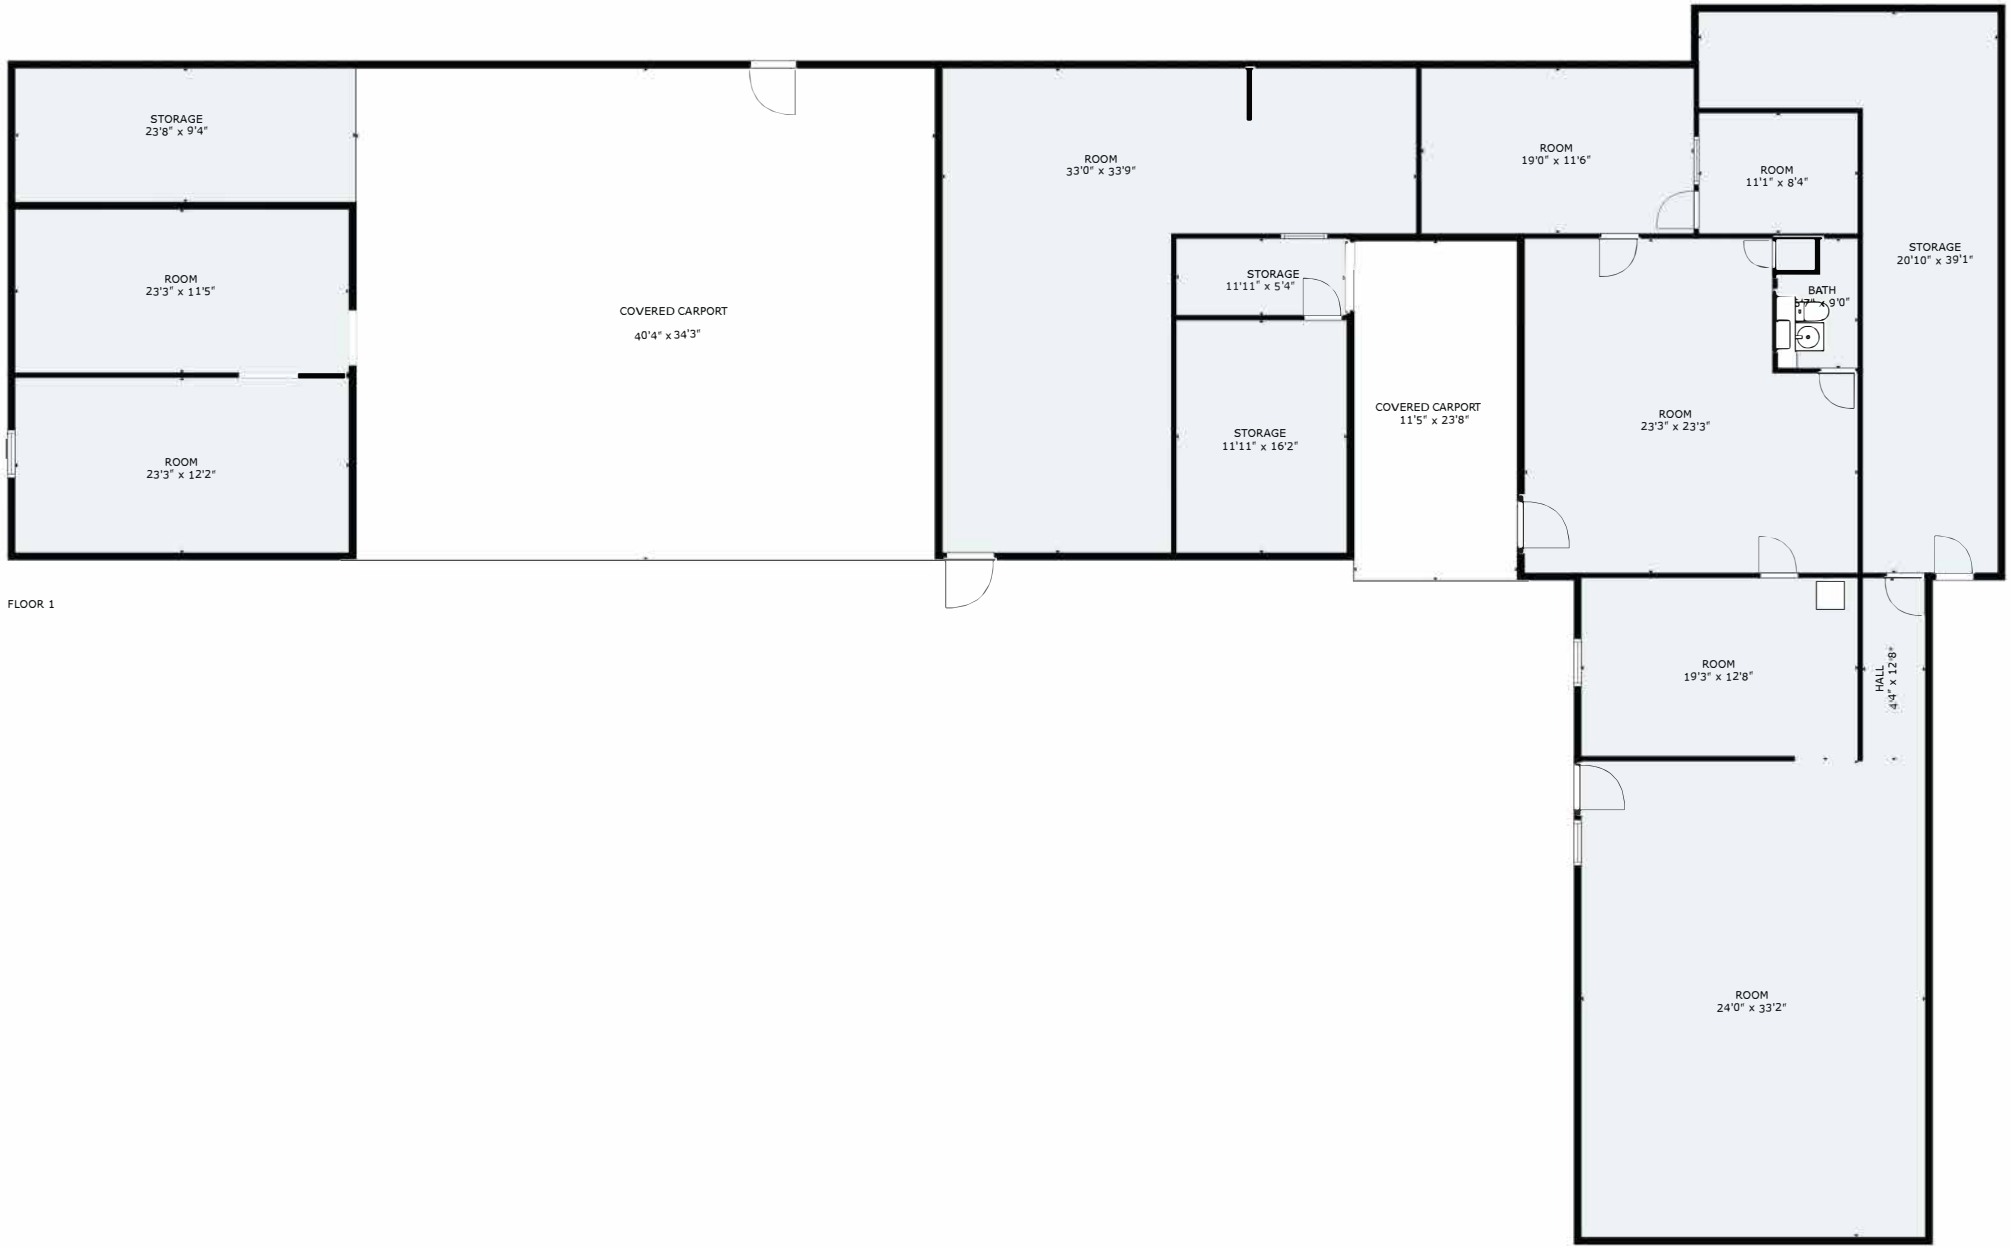 STORAGE
23'8" x 9'4"
ROOM
23'3" x 11'5"
ROOM
23'3" x 12'2"
COVERED CARPORT
40'4" x 34'3"
ROOM
33'0" x 33'9"
STORAGE
11'11" x 5'4"
STORAGE
11'11" x 16'2"
COVERED CARPORT
11'5" x 23'8"
ROOM
19'0" x 11'6"
ROOM
11'1" x 8'4"
STORAGE
20'10" x 39'1"
BATH
x 9'0"
ROOM
23'3" x 23'3"
ROOM
19'3" x 12'8"
HALL
4'4" x 12'8"
ROOM
24'0" x 33'2"
FLOOR 1